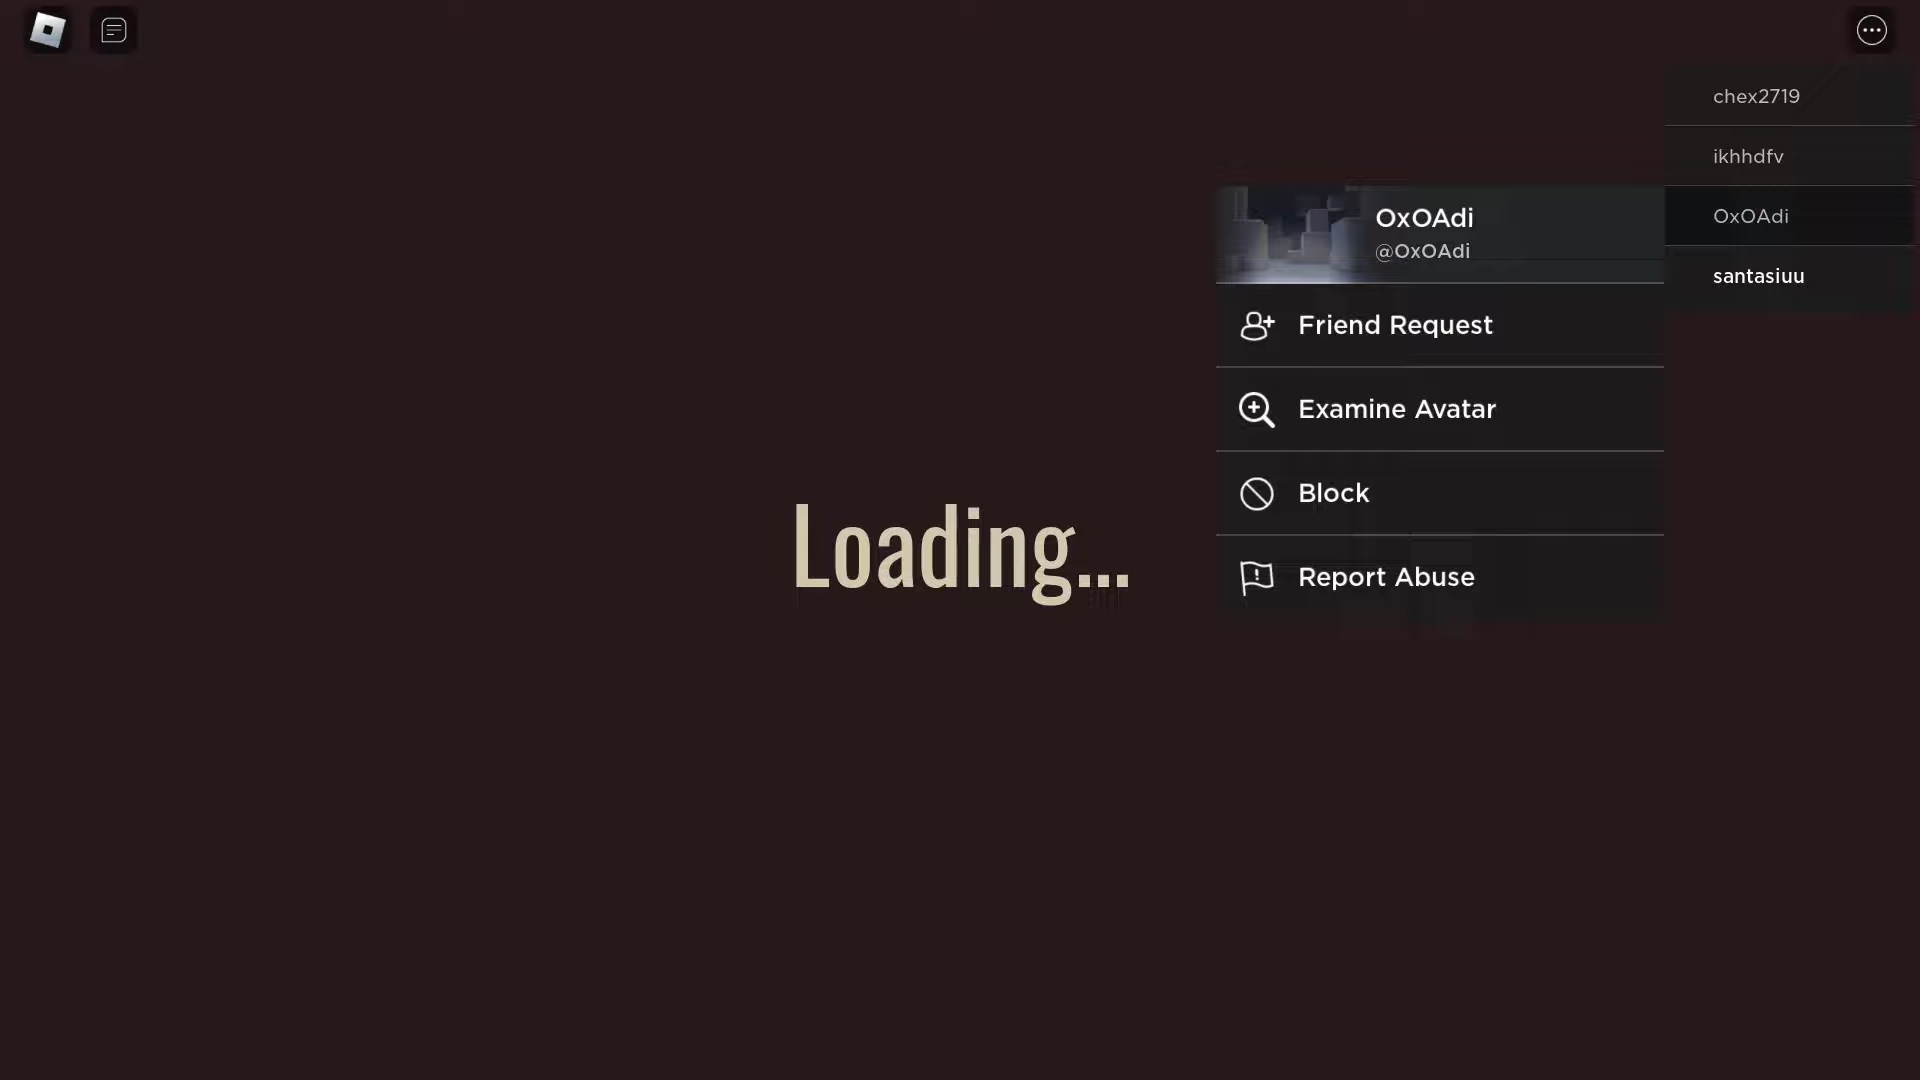 chex2719
ikhhdfv
OxOAdi
santasiuu
OxOAdi
@OxOAdi
Friend Request
Examine Avatar
Block
Report Abuse
Loading...